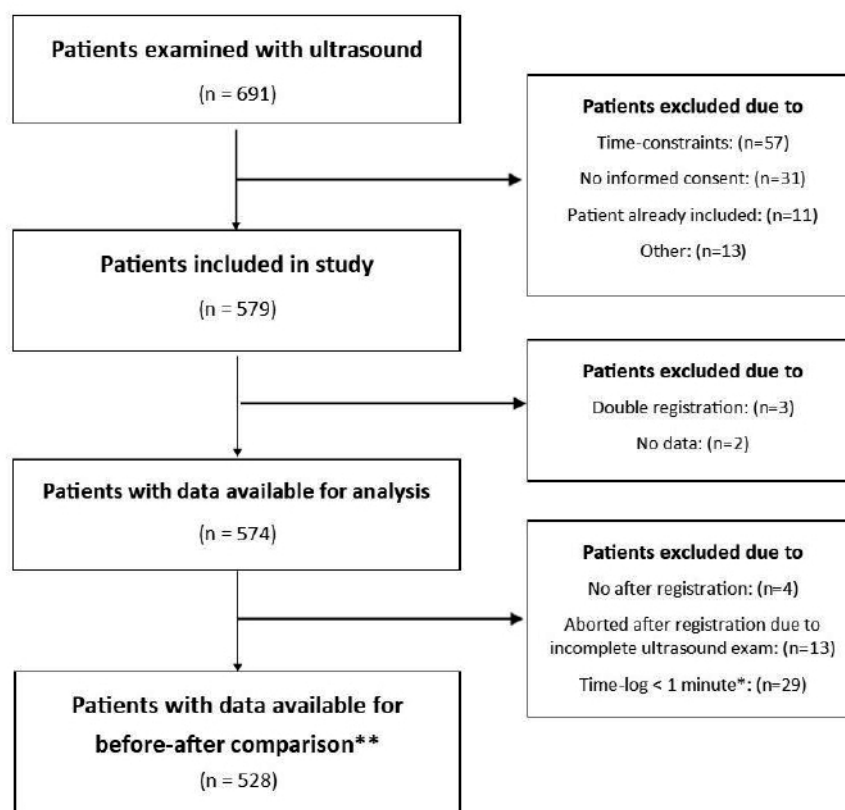 Patients examined with ultrasound
(n = 691)
Patients excluded due to
Time-constraints: (n=57)
No informed consent: (n=31)
Patient already included: (n=11)
Other: (n=13)
Patients included in study
(n = 579)
Patients excluded due to
Double registration: (n=3)
No data: (n=2)
Patients with data available for analysis
(n = 574)
Patients excluded due to
No after registration: (n=4)
Aborted after registration due to
incomplete ultrasound exam: (n=13)
Time-log < 1 minute*: (n=29)
Patients with data available for
before-after comparison**
(n = 528)